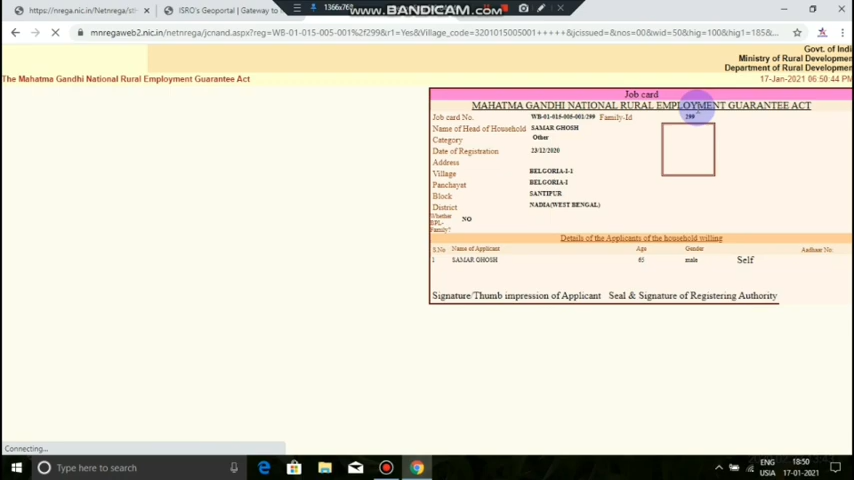 https://nrega.nic.in/Netnrega/st
ISRO's Geoportal | Gateway to
1366x768
www.BANDICAM.com
mnregaweb2.nic.in/netnrega/jcnand.aspx?reg=WB-01-015-005-001%2f299&r1=Yes&Village_code=3201015005001+++++&jcissued=&nos=00&wid=50&hig=100&hig1=185&...
Govt. of Indi
Ministry of Rural Developmen
Department of Rural Developmen
The Mahatma Gandhi National Rural Employment Guarantee Act
17-Jan-2021 06:50:44 PM
Job card
MAHATMA GANDHI NATIONAL RURAL EMPLOYMENT GUARANTEE ACT
Job card No. WB-01-015-005-001/299 Family-Id 299
Name of Head of Household SAMAR GHOSH
Category Other
Date of Registration 23/12/2020
Address
Village BELGORIA-I-1
Panchayat BELGORIA-I
Block SANTIPUR
District NADIA(WEST BENGAL)
Whether
BPL-
Family? NO
Details of the Applicants of the household willing
S.No Name of Applicant Age Gender Aadhaar No.
1 SAMAR GHOSH 65 male Self
Signature/Thumb impression of Applicant Seal & Signature of Registering Authority
Connecting...
Type here to search
ENG
USIA
18:50
17-01-2021